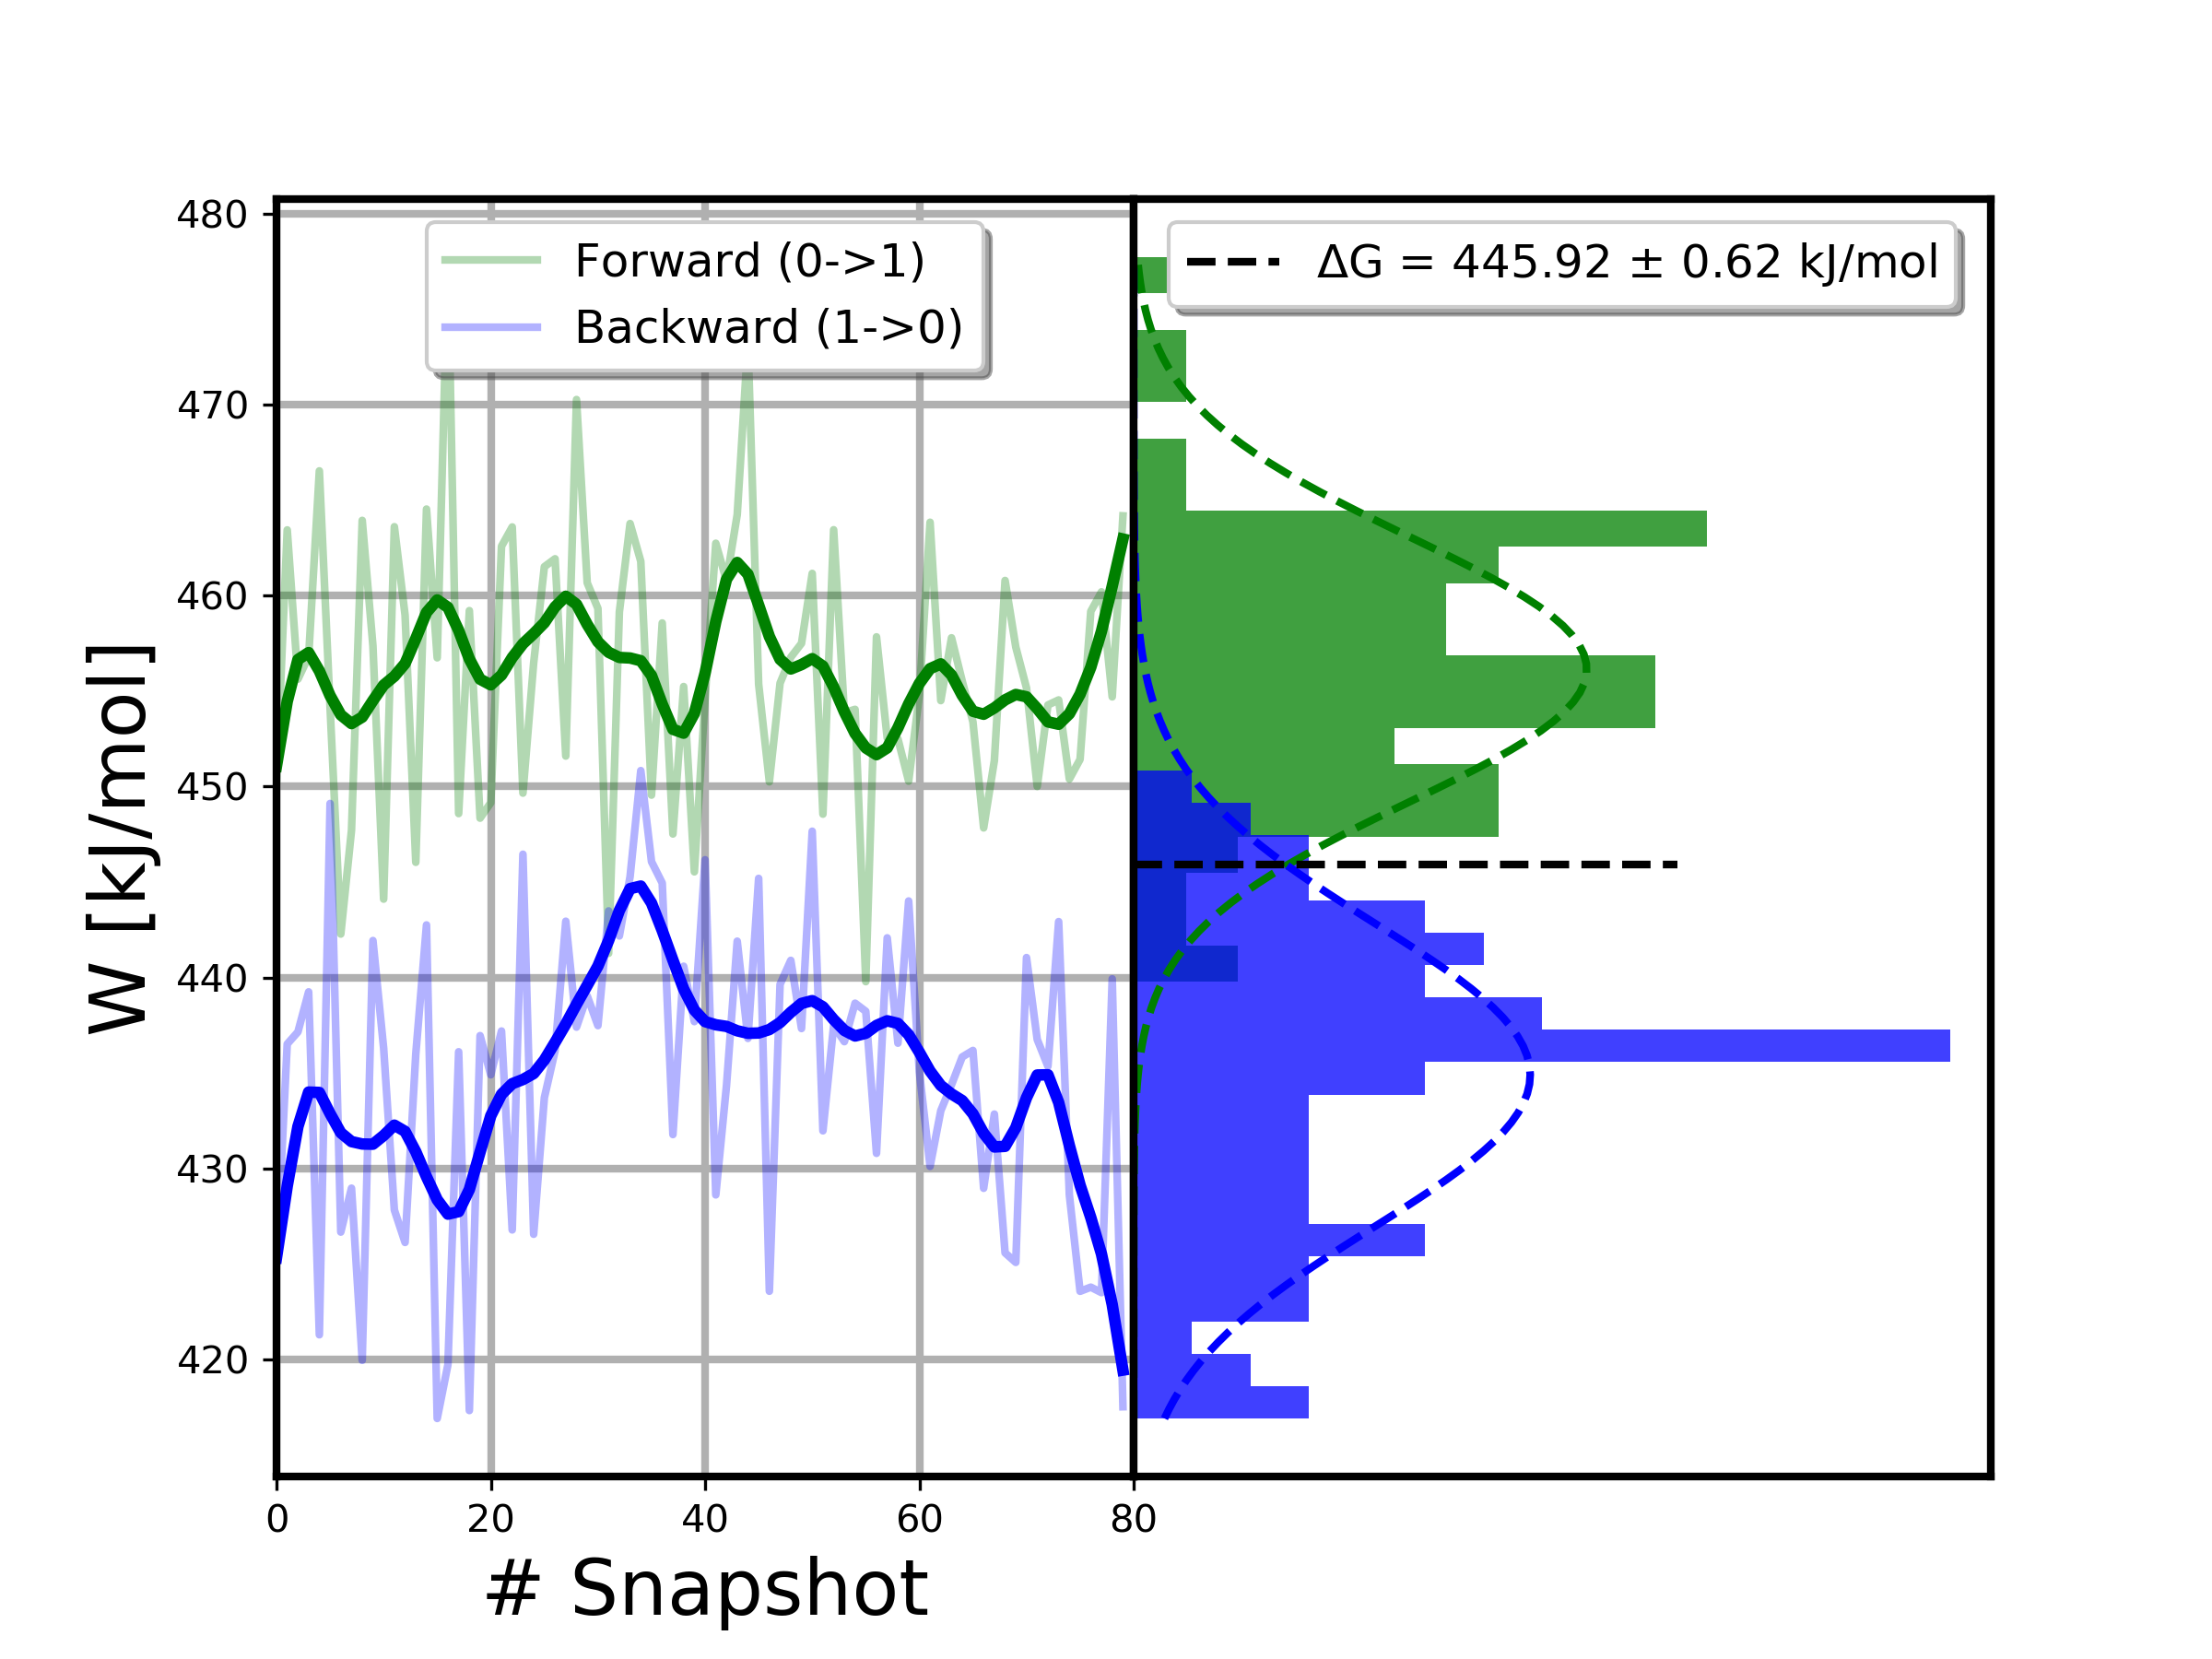 Forward (0->1)
Backward (1->0)
ΔG = 445.92 ± 0.62 kJ/mol
W [kJ/mol]
480
470
460
450
440
430
420
0 20 40 60 80
# Snapshot